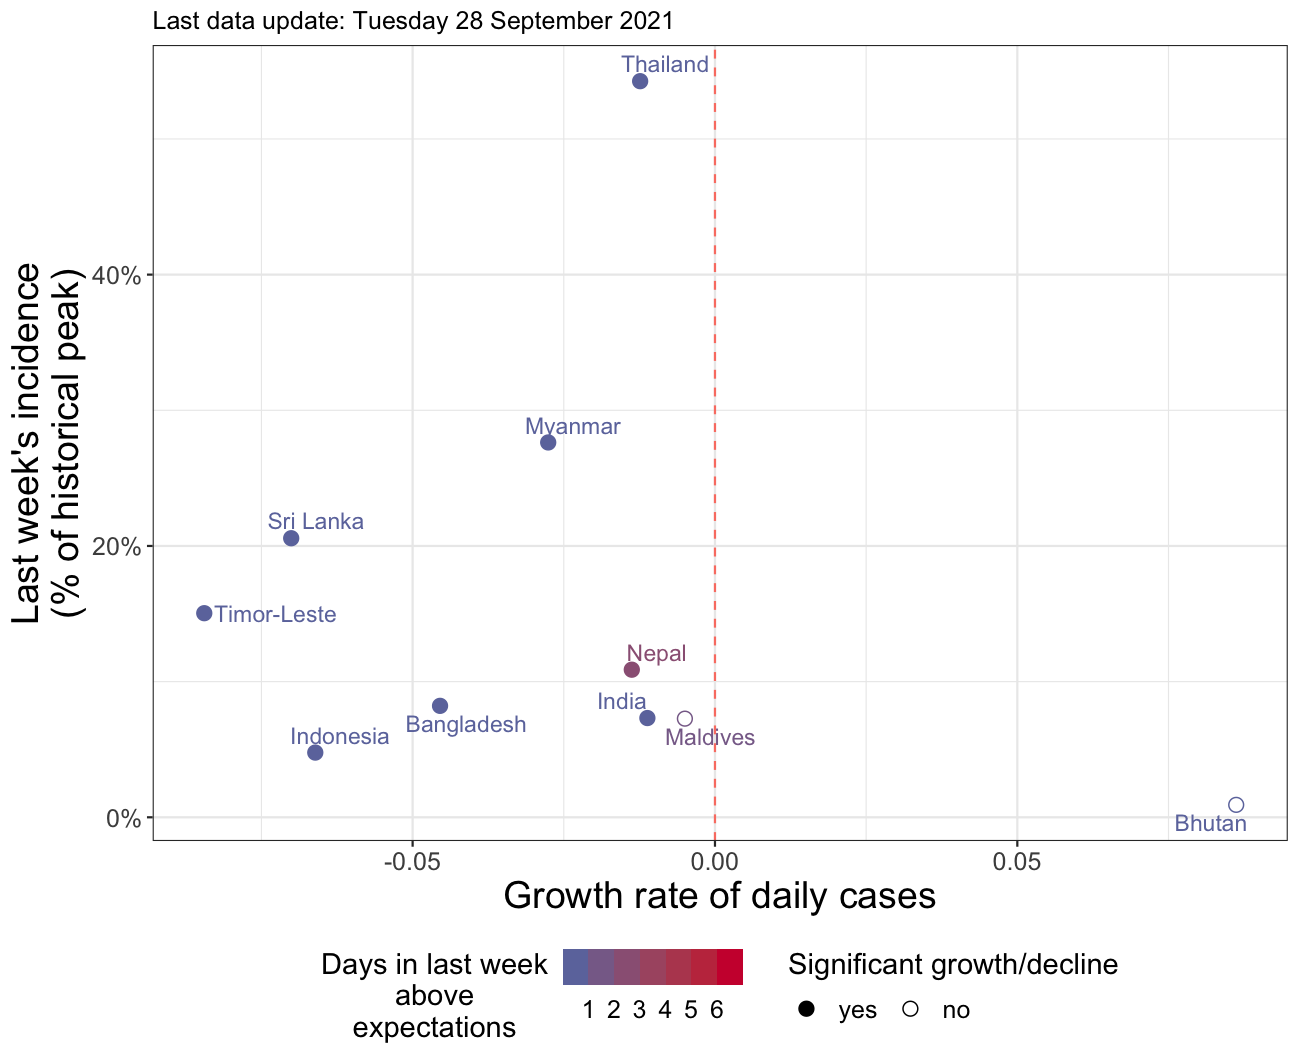 Last data update: Tuesday 28 September 2021
Thailand
Myanmar
Sri Lanka
Timor-Leste
Nepal
India
Maldives
Bangladesh
Indonesia
Bhutan
40%
20%
0%
Last week's incidence
(% of historical peak)
-0.05 0.00 0.05
Growth rate of daily cases
Days in last week
above
expectations
1 2 3 4 5 6
Significant growth/decline
yes no